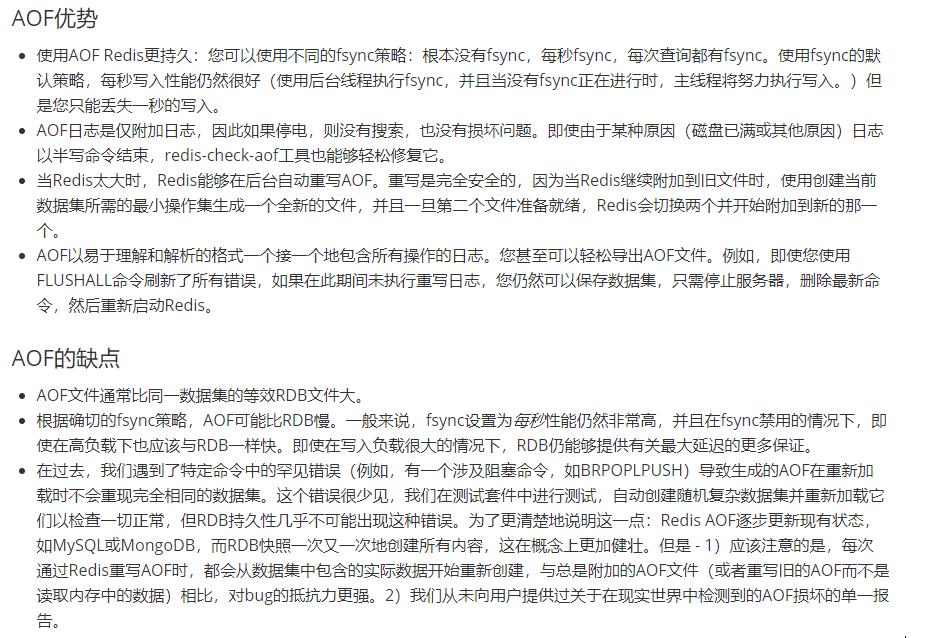 AOF优势
使用AOF Redis更持久：您可以使用不同的fsync策略：根本没有fsync，每秒fsync，每次查询都有fsync。使用fsync的默
认策略，每秒写入性能仍然很好（使用后台线程执行fsync，并且当没有fsync正在进行时，主线程将努力执行写入。）但
是您只能丢失一秒的写入。
AOF日志是仅附加日志，因此如果停电，则没有搜索，也没有损坏问题。即使由于某种原因（磁盘已满或其他原因）日志
以半写命令结束，redis-check-aof工具也能够轻松修复它。
当Redis太大时，Redis能够在后台自动重写AOF。重写是完全安全的，因为当Redis继续附加到旧文件时，使用创建当前
数据集所需的最小操作集生成一个全新的文件，并且一旦第二个文件准备就绪，Redis会切换两个并开始附加到新的那一
个。
AOF以易于理解和解析的格式一个接一个地包含所有操作的日志。您甚至可以轻松导出AOF文件。例如，即使您使用
FLUSHALL命令刷新了所有错误，如果在此期间未执行重写日志，您仍然可以保存数据集，只需停止服务器，删除最新命
令，然后重新启动Redis。
AOF的缺点
AOF文件通常比同一数据集的等效RDB文件大。
根据确切的fsync策略，AOF可能比RDB慢。一般来说，fsync设置为每秒性能仍然非常高，并且在fsync禁用的情况下，即
使在高负载下也应该与RDB一样快。即使在写入负载很大的情况下，RDB仍能够提供有关最大延迟的更多保证。
在过去，我们遇到了特定命令中的罕见错误（例如，有一个涉及阻塞命令，如BRPOPLPUSH）导致生成的AOF在重新加
载时不会重现完全相同的数据集。这个错误很少见，我们在测试套件中进行测试，自动创建随机复杂数据集并重新加载它
们以检查一切正常，但RDB持久性几乎不可能出现这种错误。为了更清楚地说明这一点：Redis AOF逐步更新现有状态，
如MySQL或MongoDB，而RDB快照一次又一次地创建所有内容，这在概念上更加健壮。但是 - 1）应该注意的是，每次
通过Redis重写AOF时，都会从数据集中包含的实际数据开始重新创建，与总是附加的AOF文件（或者重写旧的AOF而不是
读取内存中的数据）相比，对bug的抵抗力更强。2）我们从未向用户提供过关于在现实世界中检测到的AOF损坏的单一报
告。